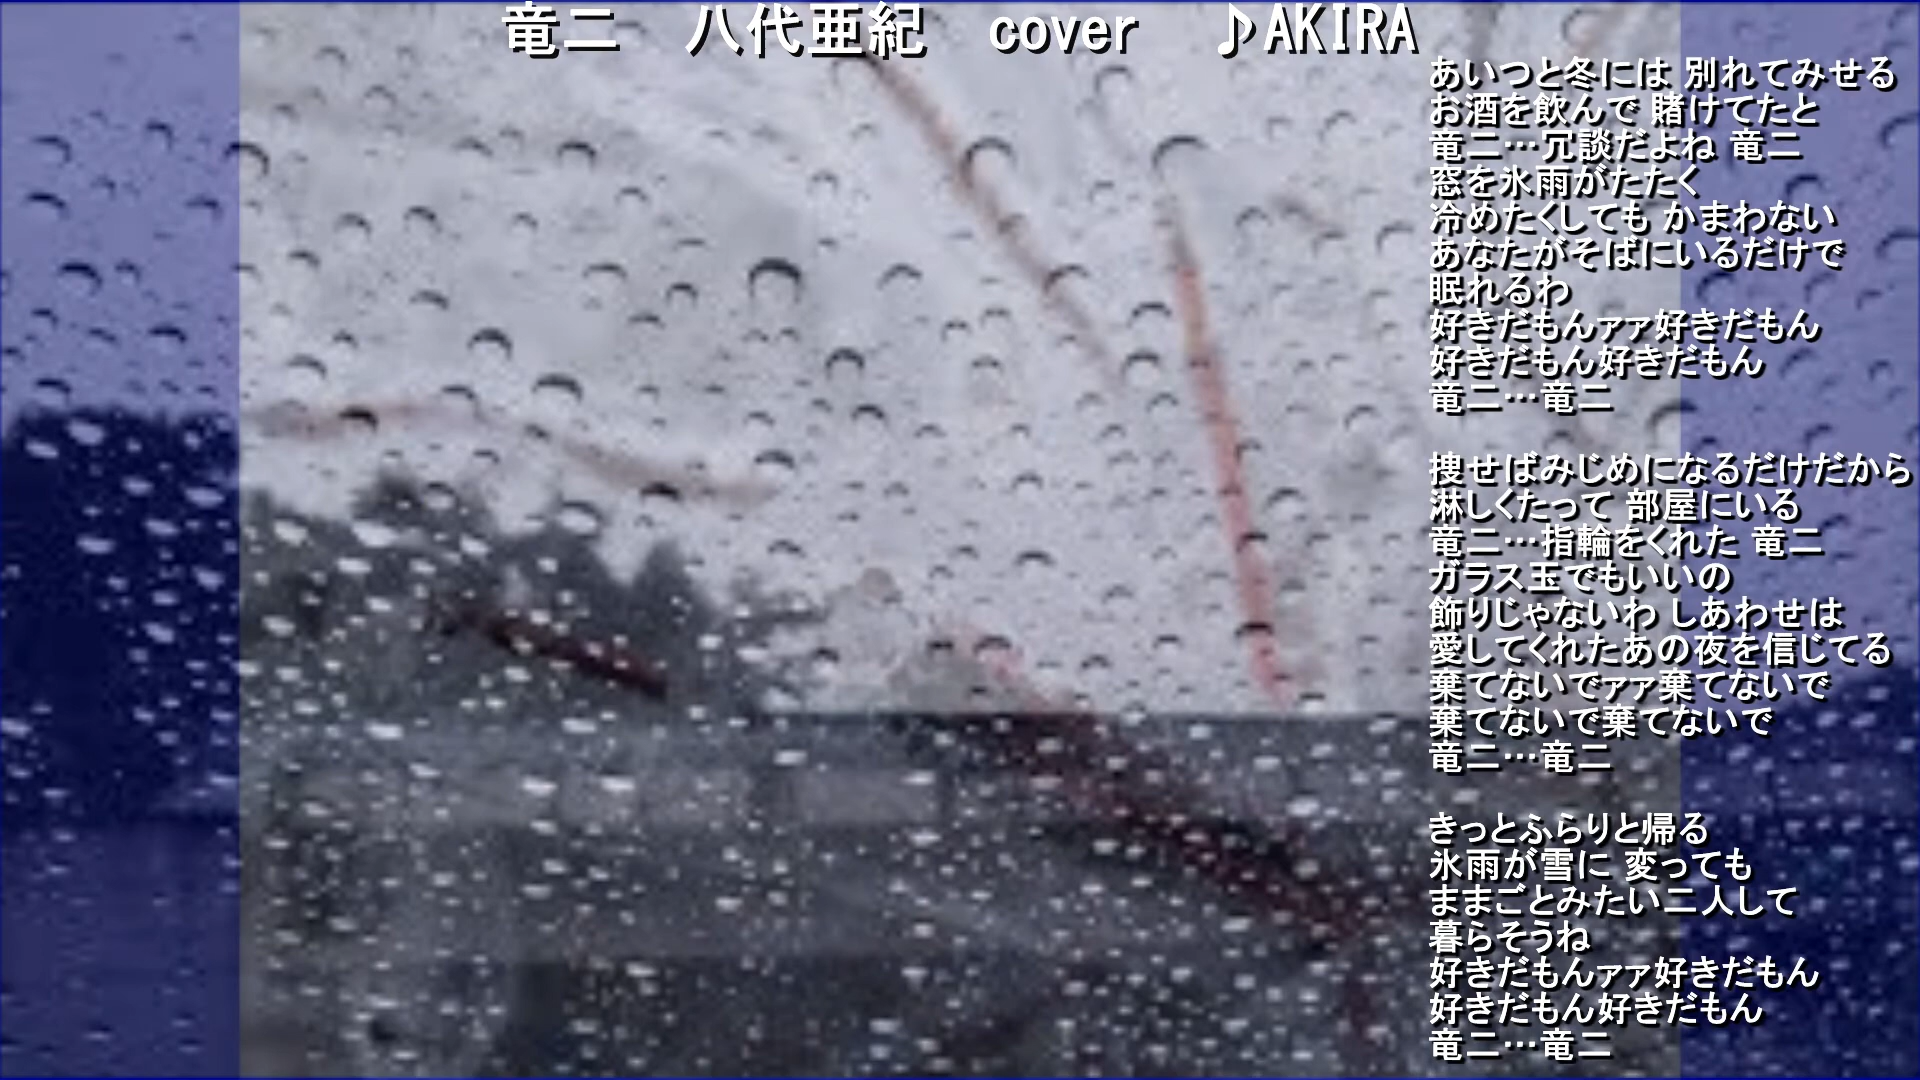 竜二　八代亜紀　cover　♪AKIRA
あいつと冬には 別れてみせる
お酒を飲んで 賭けてたと
竜二…冗談だよね 竜二
窓を氷雨がたたく
冷めたくしても かまわない
あなたがそばにいるだけで
眠れるわ
好きだもんァァ好きだもん
好きだもん好きだもん
竜二…竜二
捜せばみじめになるだけだから
淋しくたって 部屋にいる
竜二…指輪をくれた 竜二
ガラス玉でもいいの
飾りじゃないわ しあわせは
愛してくれたあの夜を信じてる
棄てないでァァ棄てないで
棄てないで棄てないで
竜二…竜二
きっとふらりと帰る
氷雨が雪に 変っても
ままごとみたい二人して
暮らそうね
好きだもんァァ好きだもん
好きだもん好きだもん
竜二…竜二